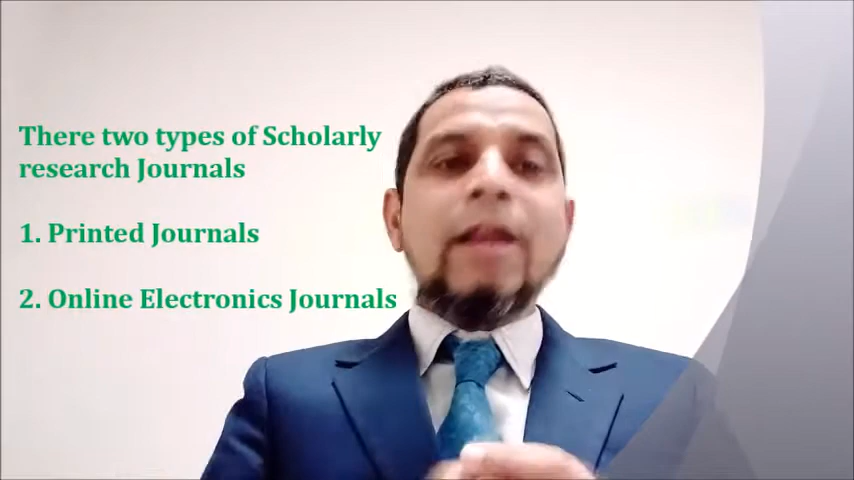 There two types of Scholarly
research Journals
1. Printed Journals
2. Online Electronics Journals